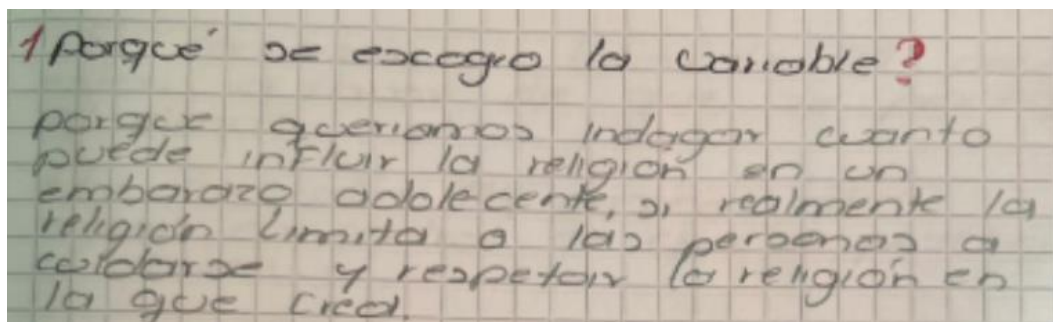 1 Porqué se escogio la variable?
porque queriamos indagar cuanto
puede influir la religión en un
embarazo adolecente, si realmente la
religión limita a las personas a
cuidarse y respetar la religión en
la que crea.